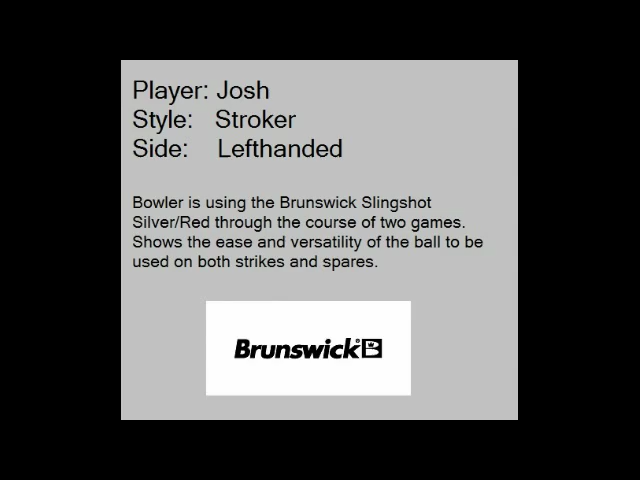 Player: Josh
Style: Stroker
Side: Lefthanded
Bowler is using the Brunswick Slingshot
Silver/Red through the course of two games.
Shows the ease and versatility of the ball to be
used on both strikes and spares.
Brunswick® B